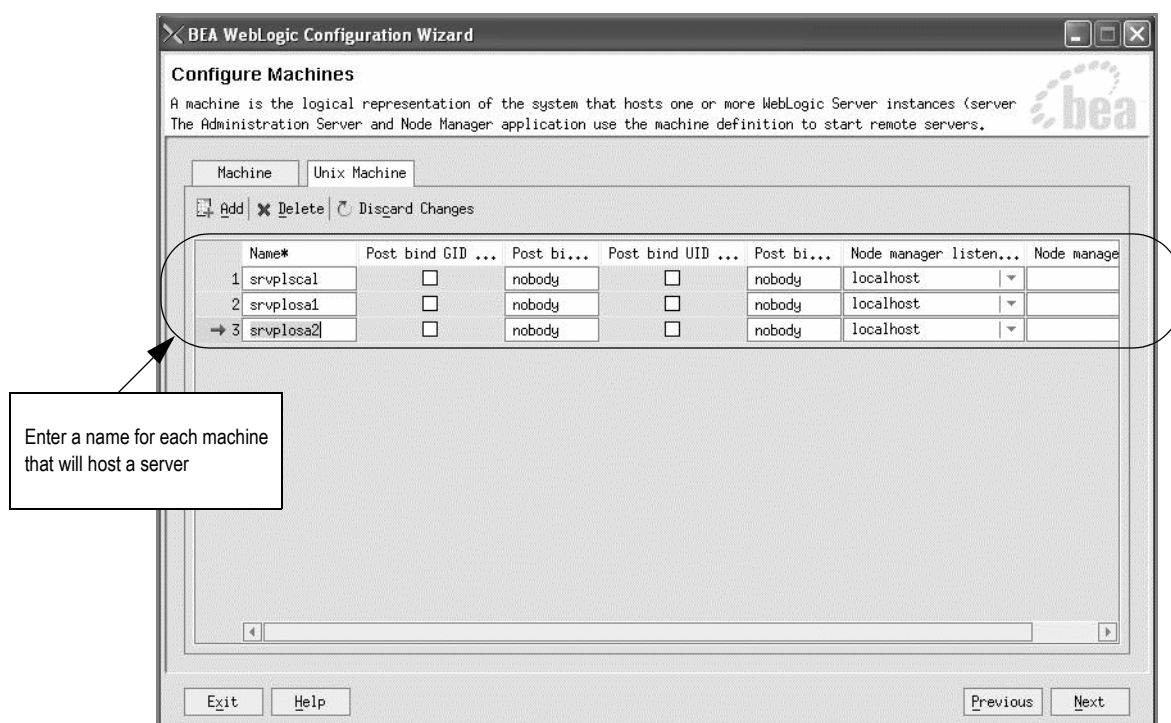 BEA WebLogic Configuration Wizard
Configure Machines
A machine is the logical representation of the system that hosts one or more WebLogic Server instances (server
The Administration Server and Node Manager application use the machine definition to start remote servers.
bea
Machine Unix Machine
Add Delete Discard Changes
Name* Post bind GID ... Post bi... Post bind UID ... Post bi... Node manager listen... Node manage
1 srvplscal nobody nobody localhost
2 srvplosa1 nobody nobody localhost
3 srvplosa2 nobody nobody localhost
Enter a name for each machine
that will host a server
Exit Help Previous Next